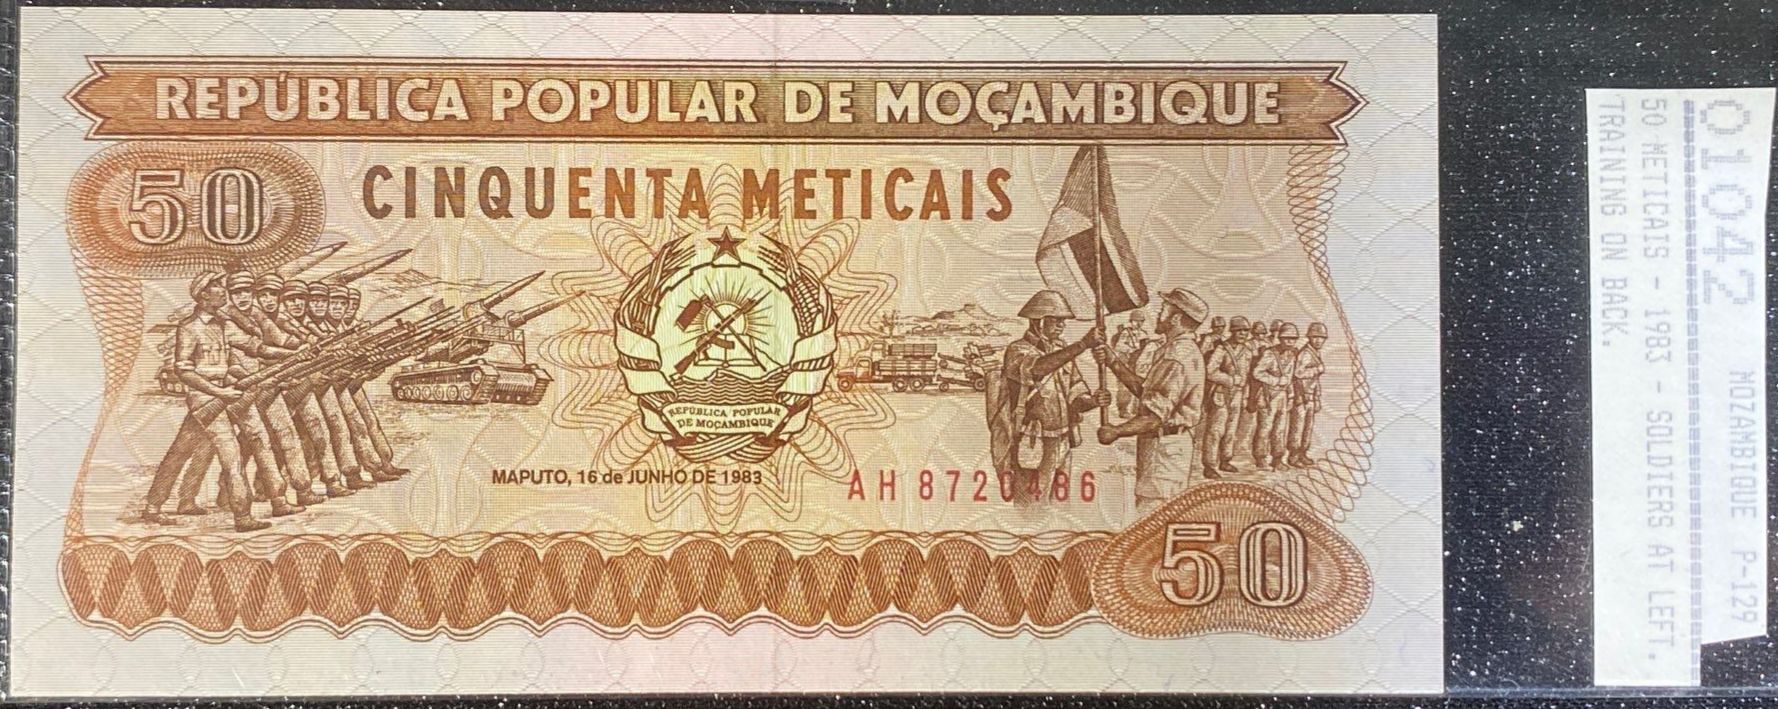 REPÚBLICA POPULAR DE MOÇAMBIQUE
50
CINQUENTA METICAIS
REPÚBLICA POPULAR
DE MOÇAMBIQUE
MAPUTO, 16 de JUNHO DE 1983
AH 8720486
50
01042 MOZAMBIQUE P-129
50 METICAIS - 1983 - SOLDIERS AT LEFT.
TRAINING ON BACK.